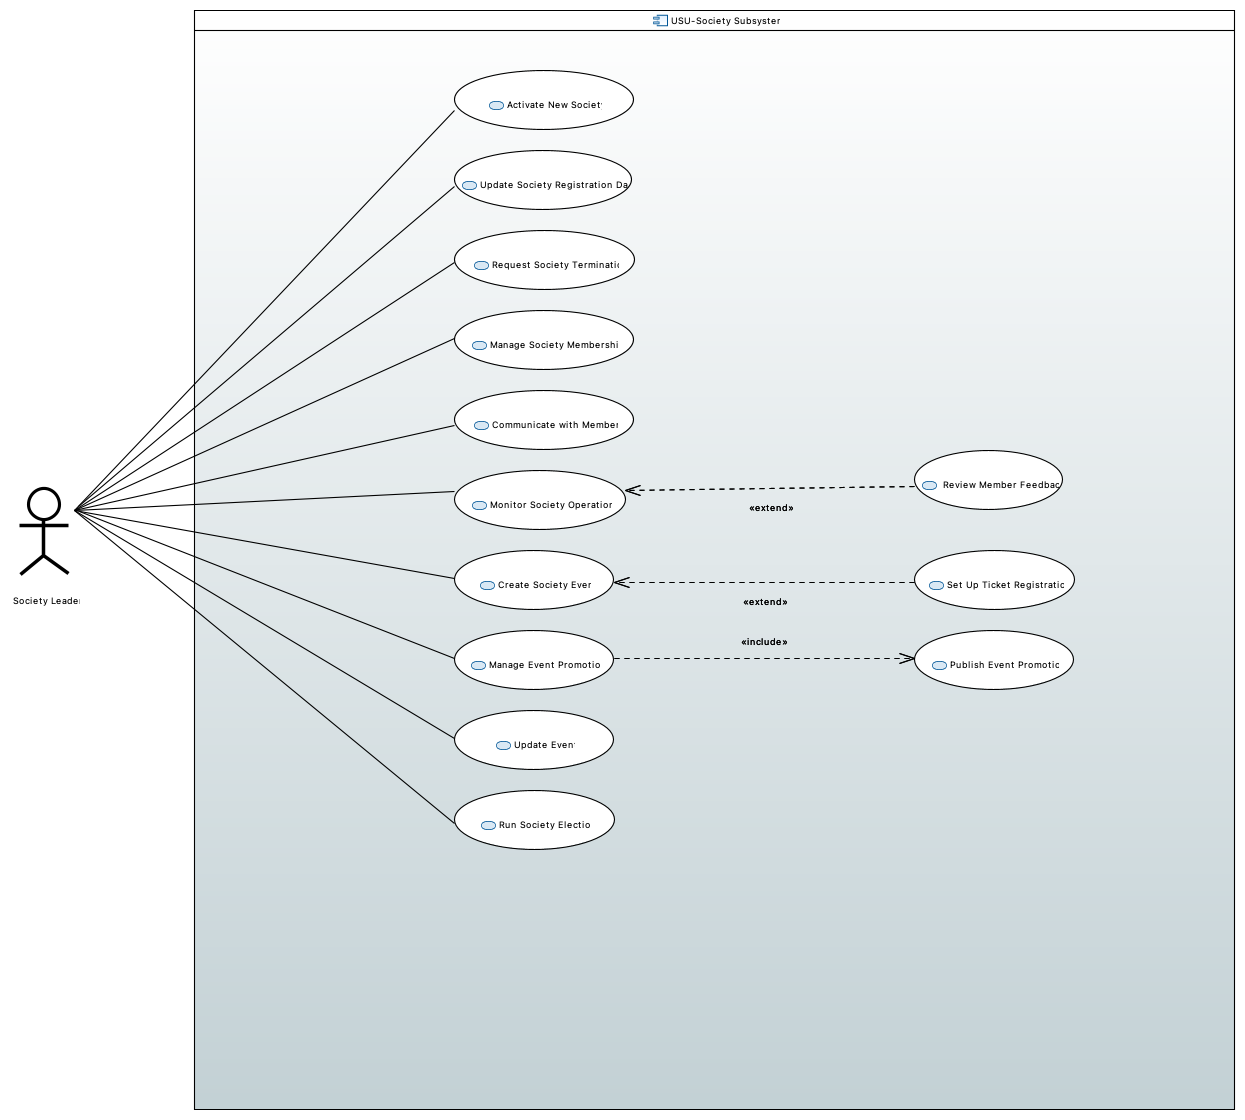 USU-Society Subsyster
Activate New Societ
Update Society Registration Da
Request Society Terminatic
Manage Society Membershi
Communicate with Member
Monitor Society Operatior
Review Member Feedbac
«extend»
Create Society Ever
Set Up Ticket Registratic
Society Leade
«extend»
«include»
Manage Event Promotio
Publish Event Promotic
Update Even
Run Society Electio